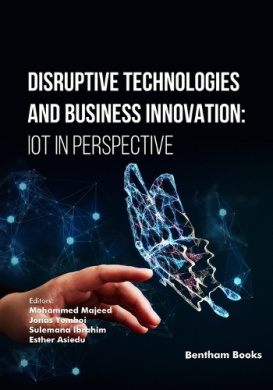 DISRUPTIVE TECHNOLOGIES
AND BUSINESS INNOVATION:
IOT IN PERSPECTIVE
Editors:
Mohammed Majeed
Jonas Yomboi
Sulemana Ibrahim
Esther Asiedu
Bentham Books